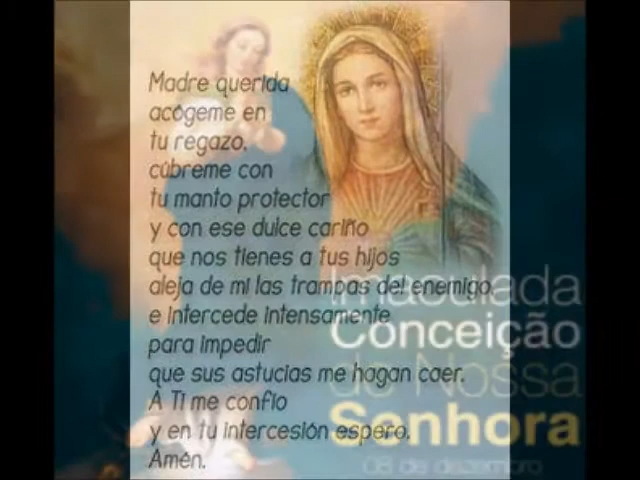 Madre querida
acógeme en
tu regazo,
cúbreme con
tu manto protector
y con ese dulce cariño
que nos tienes a tus hijos
aleja de mi las trampas del enemigo,
e intercede intensamente
para impedir
que sus astucias me hagan caer.
A Ti me confio
y en tu intercesión espero.
Amén.
Imaculada
Conceição
de Nossa
Senhora
08 de dezembro